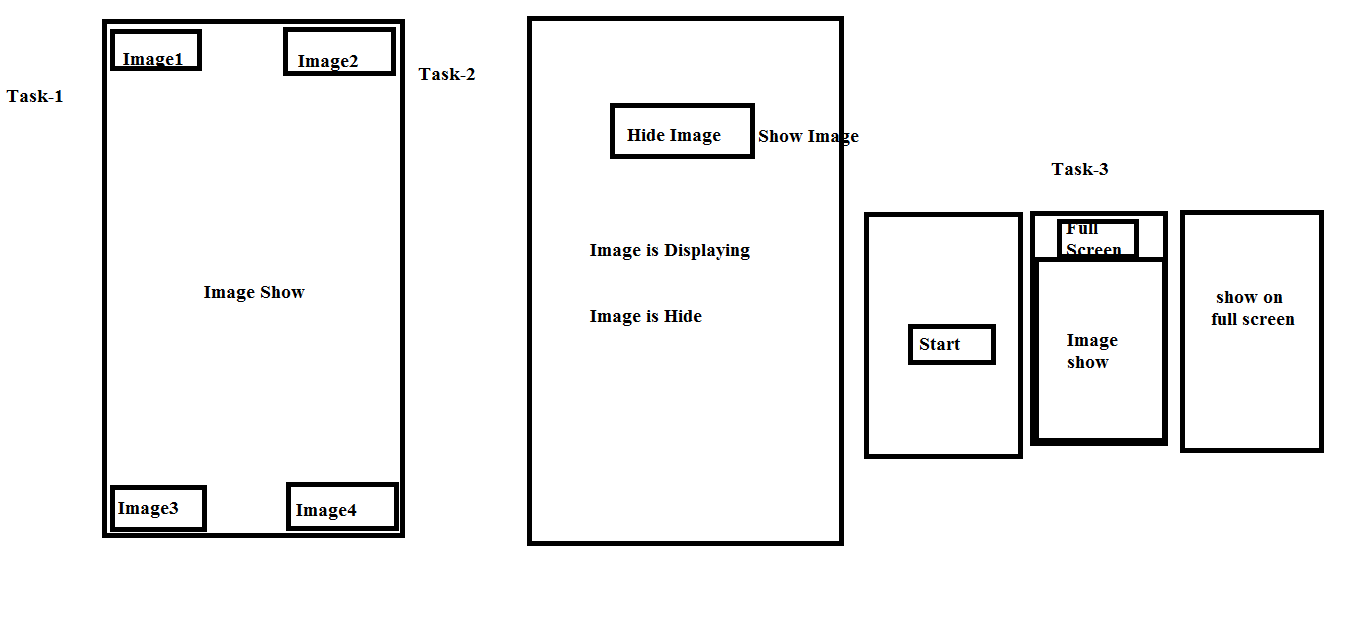 Task-1
Image1
Image2
Image Show
Image3
Image4
Task-2
Hide Image
Show Image
Image is Displaying
Image is Hide
Task-3
Start
Full
Screen
Image
show
show on
full screen